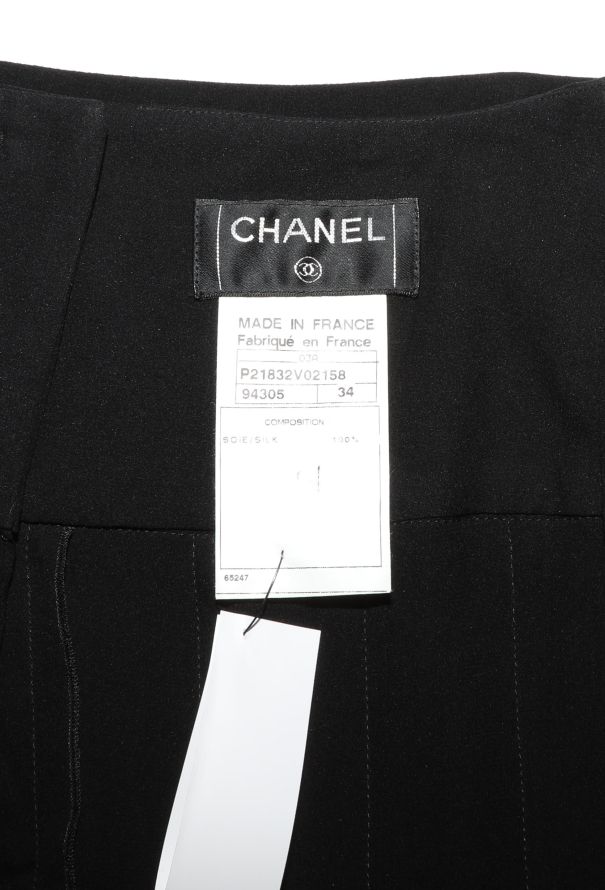 CHANEL
MADE IN FRANCE
Fabriqué en France
03A
P21832V02158
94305 34
COMPOSITION
SOIE/SILK 100%
65247